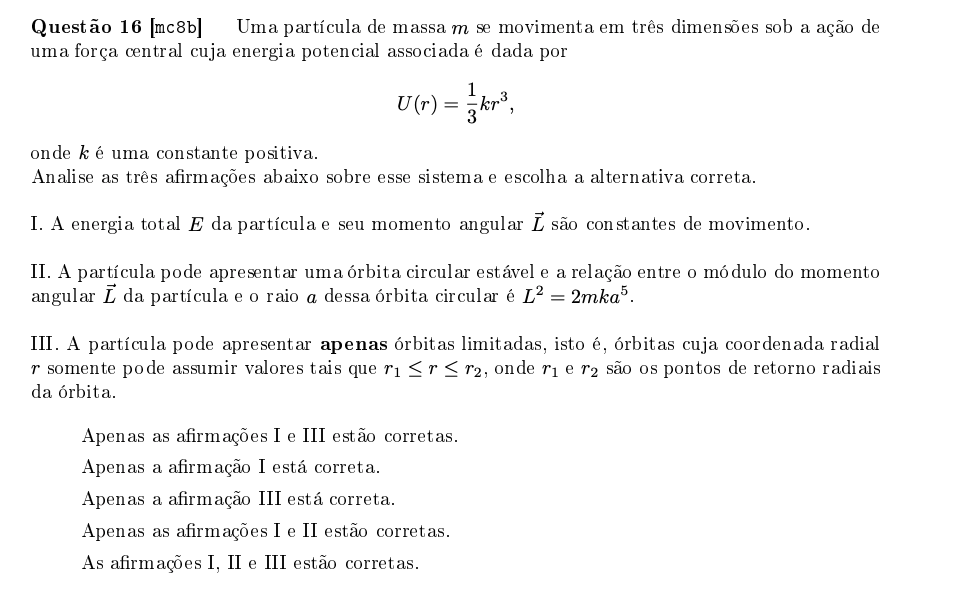 Questão 16 [mc8b] Uma partícula de massa m se movimenta em três dimensões sob a ação de
uma força central cuja energia potencial associada é dada por
U(r) = \frac{1}{3}kr^3,
onde k é uma constante positiva.
Analise as três afirmações abaixo sobre esse sistema e escolha a alternativa correta.
I. A energia total E da partícula e seu momento angular \vec{L} são constantes de movimento.
II. A partícula pode apresentar uma órbita circular estável e a relação entre o módulo do momento
angular \vec{L} da partícula e o raio a dessa órbita circular é L^2 = 2mka^5.
III. A partícula pode apresentar apenas órbitas limitadas, isto é, órbitas cuja coordenada radial
r somente pode assumir valores tais que r_1 ≤ r ≤ r_2, onde r_1 e r_2 são os pontos de retorno radiais
da órbita.
Apenas as afirmações I e III estão corretas.
Apenas a afirmação I está correta.
Apenas a afirmação III está correta.
Apenas as afirmações I e II estão corretas.
As afirmações I, II e III estão corretas.